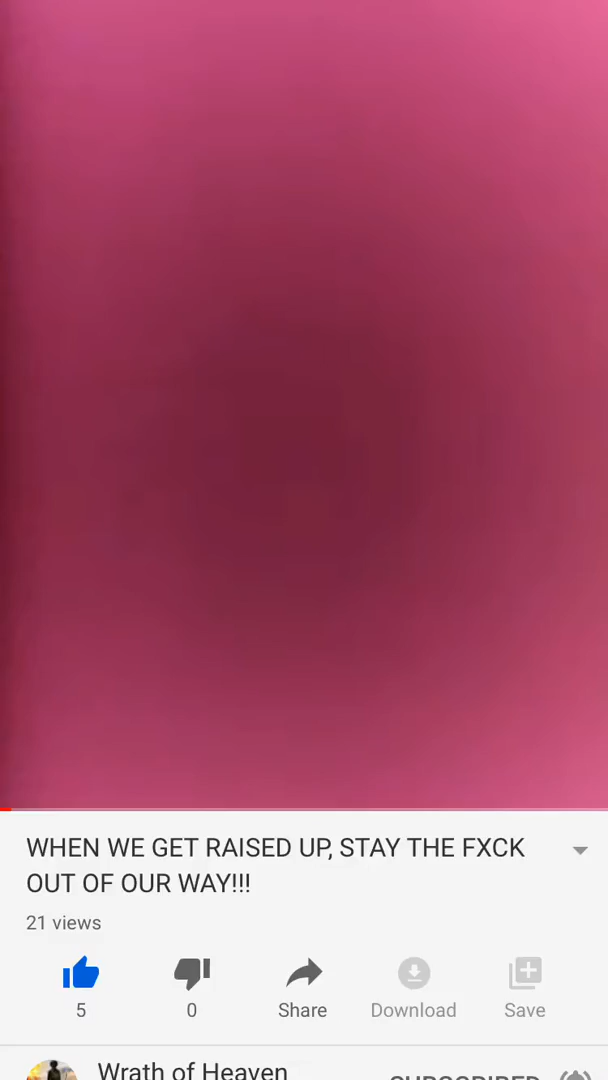 WHEN WE GET RAISED UP, STAY THE FXCK
OUT OF OUR WAY!!!
21 views
5
0
Share
Download
Save
Wrath of Heaven
SUBSCRIBED